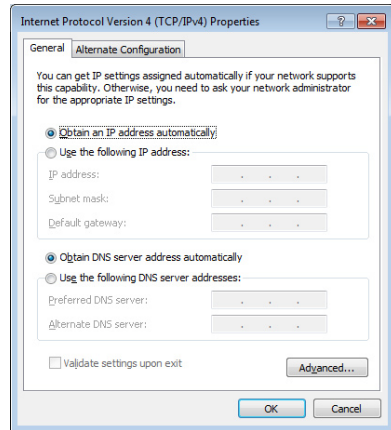 Internet Protocol Version 4 (TCP/IPv4) Properties
General Alternate Configuration
You can get IP settings assigned automatically if your network supports
this capability. Otherwise, you need to ask your network administrator
for the appropriate IP settings.
Obtain an IP address automatically
Use the following IP address:
IP address:
Subnet mask:
Default gateway:
Obtain DNS server address automatically
Use the following DNS server addresses:
Preferred DNS server:
Alternate DNS server:
Validate settings upon exit
Advanced...
OK Cancel